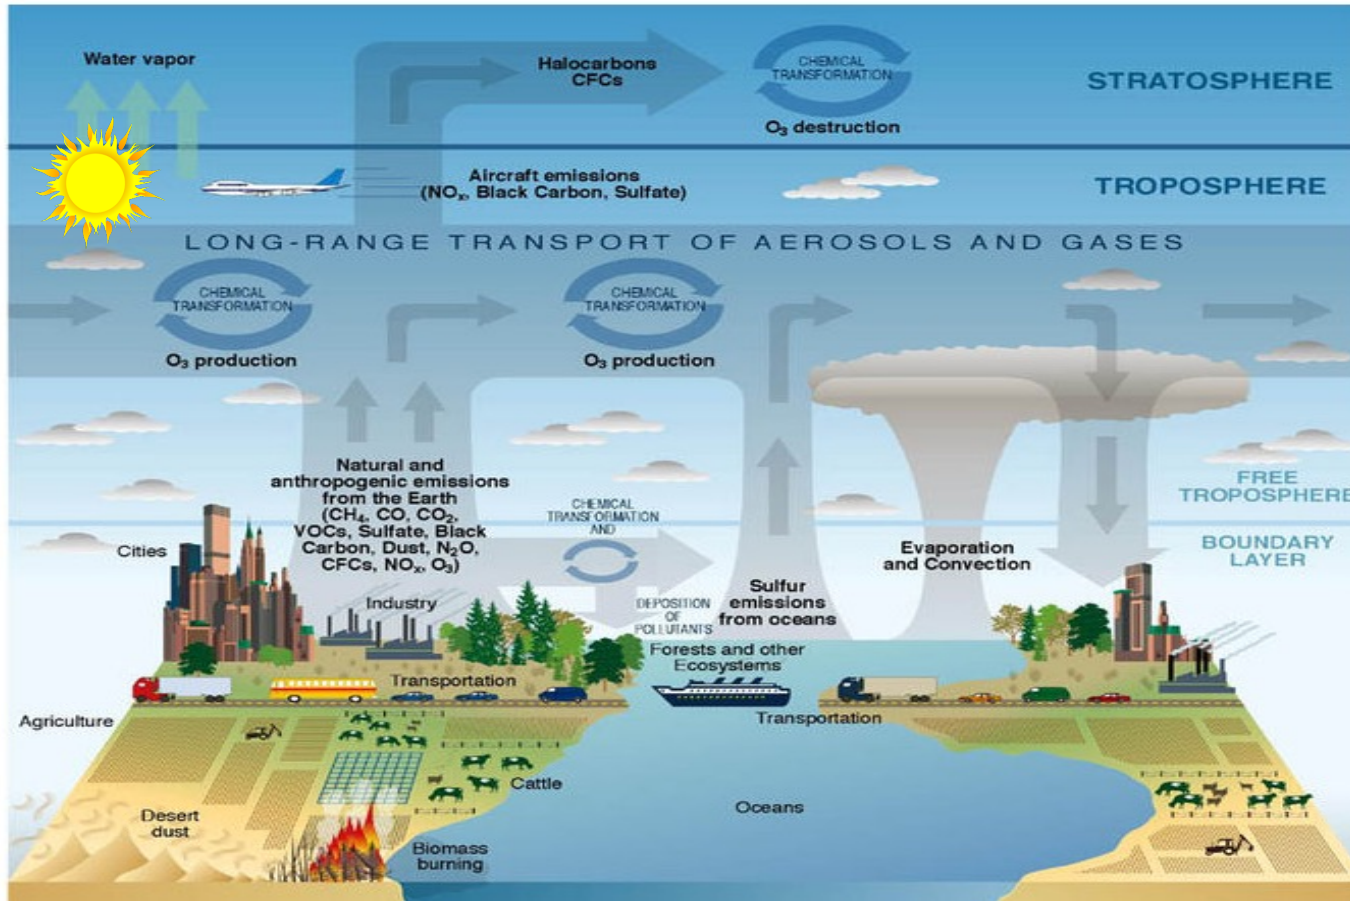 Water vapor
Halocarbons
CFCs
CHEMICAL
TRANSFORMATION
O₃ destruction
STRATOSPHERE
Aircraft emissions
(NOₓ, Black Carbon, Sulfate)
TROPOSPHERE
LONG-RANGE TRANSPORT OF AEROSOLS AND GASES
CHEMICAL
TRANSFORMATION
O₃ production
CHEMICAL
TRANSFORMATION
O₃ production
Natural and
anthropogenic emissions
from the Earth
(CH₄, CO, CO₂,
VOCs, Sulfate, Black
Carbon, Dust, N₂O,
CFCs, NOₓ, O₃)
CHEMICAL
TRANSFORMATION
AND
DEPOSITION
OF
POLLUTANTS
FREE
TROPOSPHERE
BOUNDARY
LAYER
Cities
Evaporation
and Convection
Industry
Sulfur
emissions
from oceans
Forests and other
Ecosystems
Transportation
Transportation
Agriculture
Cattle
Desert
dust
Oceans
Biomass
burning